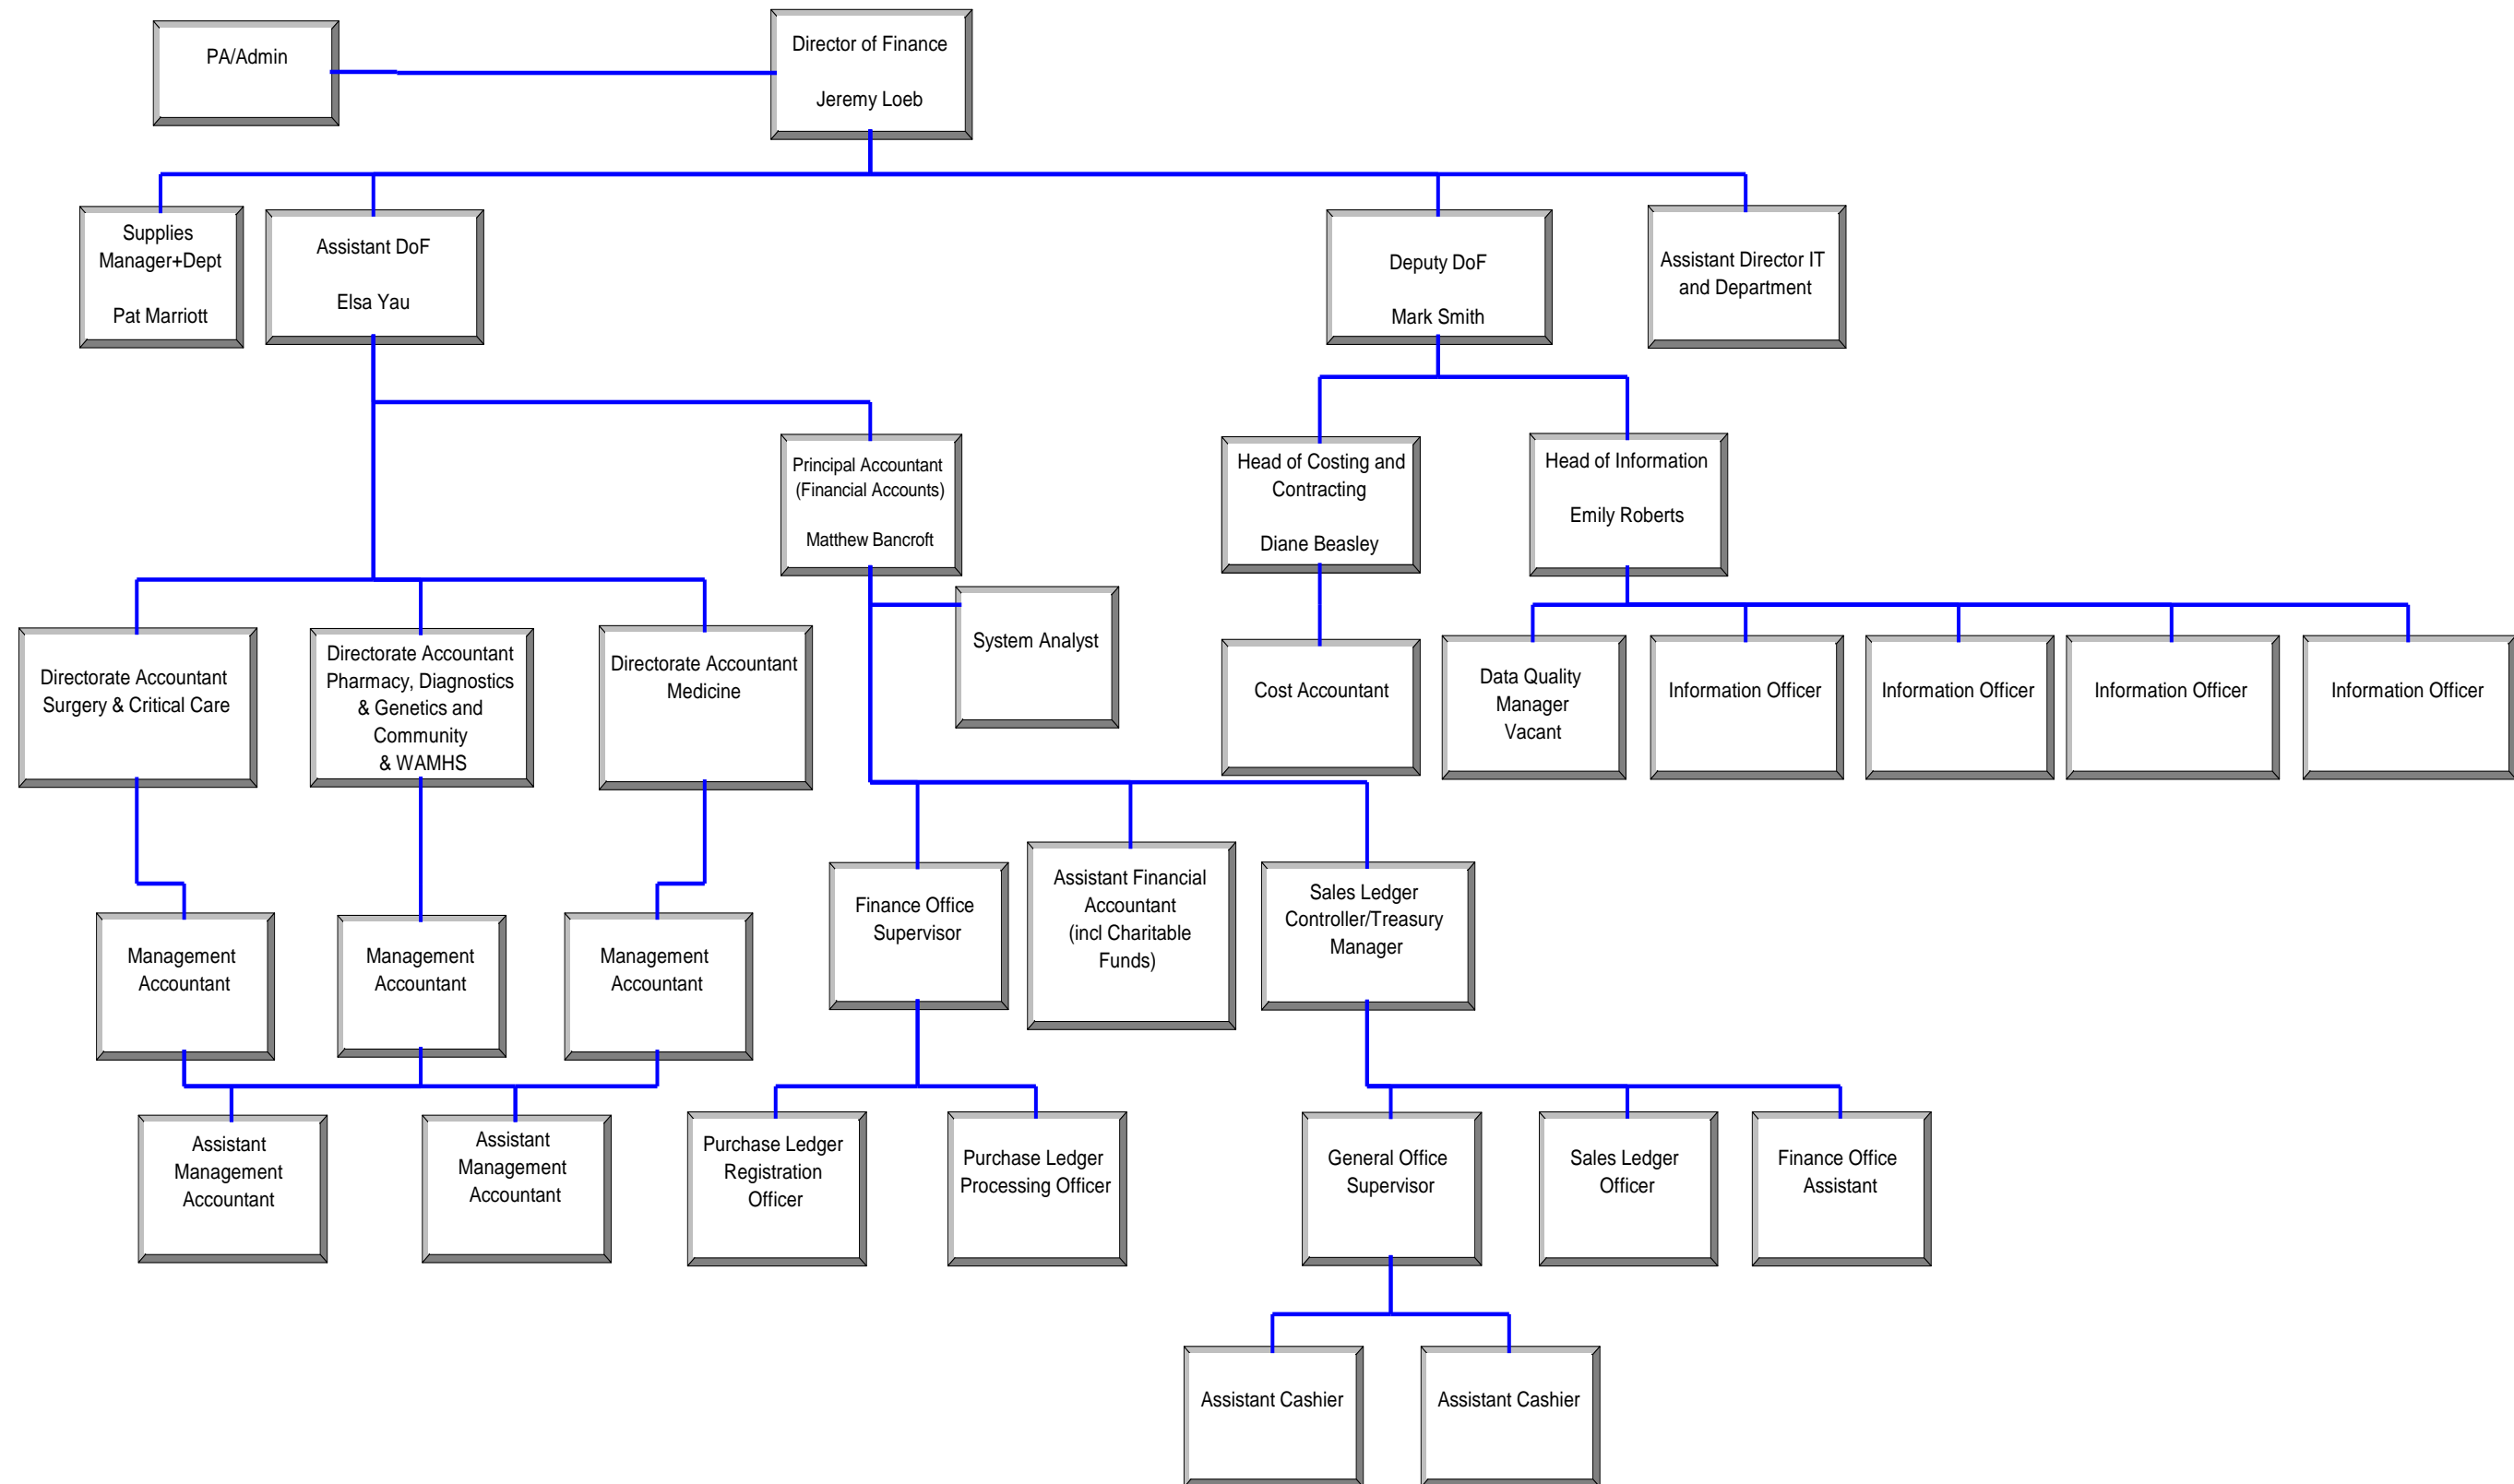 PA/Admin
Director of Finance
Jeremy Loeb
Supplies
Manager+Dept
Pat Marriott
Assistant DoF
Elsa Yau
Deputy DoF
Mark Smith
Assistant Director IT
and Department
Principal Accountant
(Financial Accounts)
Matthew Bancroft
Head of Costing and
Contracting
Diane Beasley
Head of Information
Emily Roberts
Directorate Accountant
Surgery & Critical Care
Directorate Accountant
Pharmacy, Diagnostics
& Genetics and
Community
& WAMHS
Directorate Accountant
Medicine
System Analyst
Cost Accountant
Data Quality
Manager
Vacant
Information Officer
Information Officer
Information Officer
Information Officer
Management
Accountant
Management
Accountant
Management
Accountant
Finance Office
Supervisor
Assistant Financial
Accountant
(incl Charitable
Funds)
Sales Ledger
Controller/Treasury
Manager
Assistant
Management
Accountant
Assistant
Management
Accountant
Purchase Ledger
Registration
Officer
Purchase Ledger
Processing Officer
General Office
Supervisor
Sales Ledger
Officer
Finance Office
Assistant
Assistant Cashier
Assistant Cashier